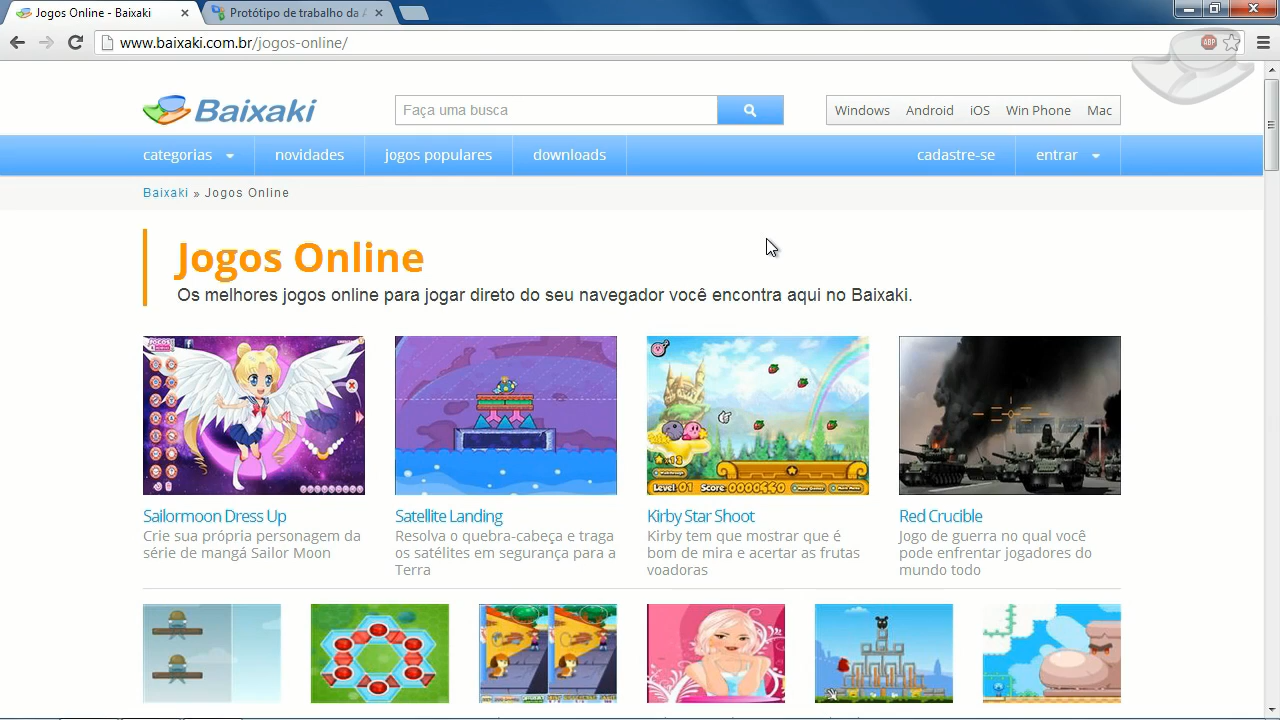 Jogos Online - Baixaki
Protótipo de trabalho da A
www.baixaki.com.br/jogos-online/
ABP
Baixaki
Faça uma busca
Windows Android iOS Win Phone Mac
categorias novidades jogos populares downloads cadastre-se entrar
Baixaki » Jogos Online
Jogos Online
Os melhores jogos online para jogar direto do seu navegador você encontra aqui no Baixaki.
Level: 01 Score: 0000440
Sailormoon Dress Up
Crie sua própria personagem da
série de mangá Sailor Moon
Satellite Landing
Resolva o quebra-cabeça e traga
os satélites em segurança para a
Terra
Kirby Star Shoot
Kirby tem que mostrar que é
bom de mira e acertar as frutas
voadoras
Red Crucible
Jogo de guerra no qual você
pode enfrentar jogadores do
mundo todo